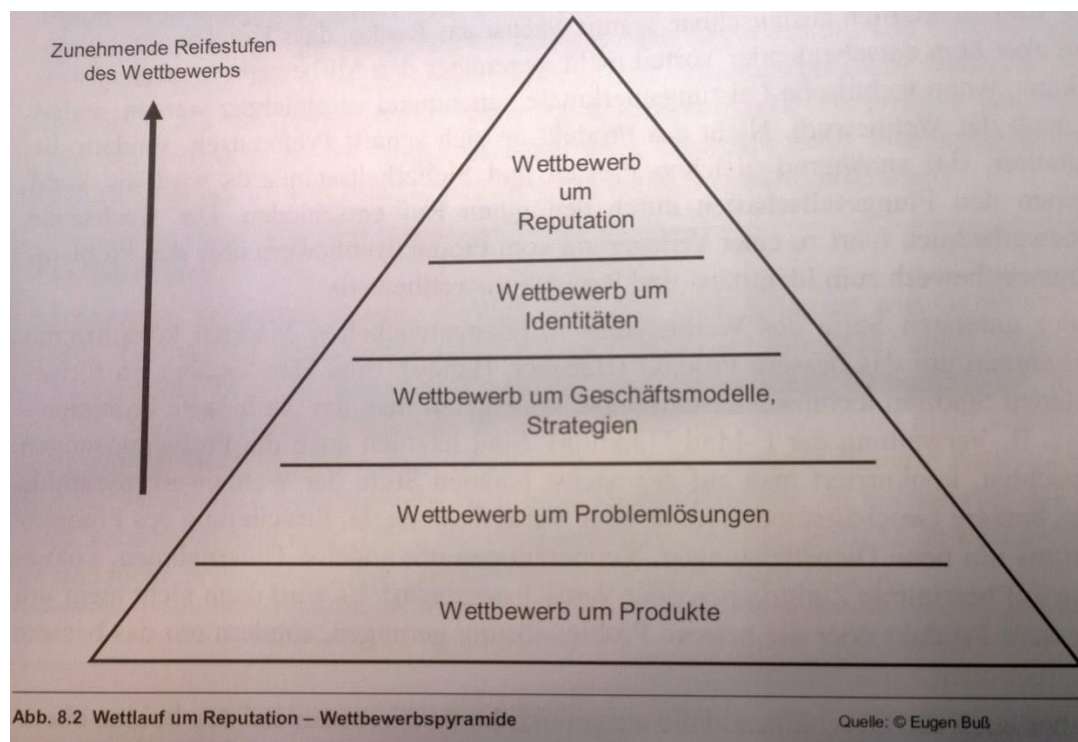 Zunehmende Reifestufen
des Wettbewerbs
Wettbewerb
um
Reputation
Wettbewerb um
Identitäten
Wettbewerb um Geschäftsmodelle,
Strategien
Wettbewerb um Problemlösungen
Wettbewerb um Produkte
Abb. 8.2 Wettlauf um Reputation – Wettbewerbspyramide
Quelle: © Eugen Buß